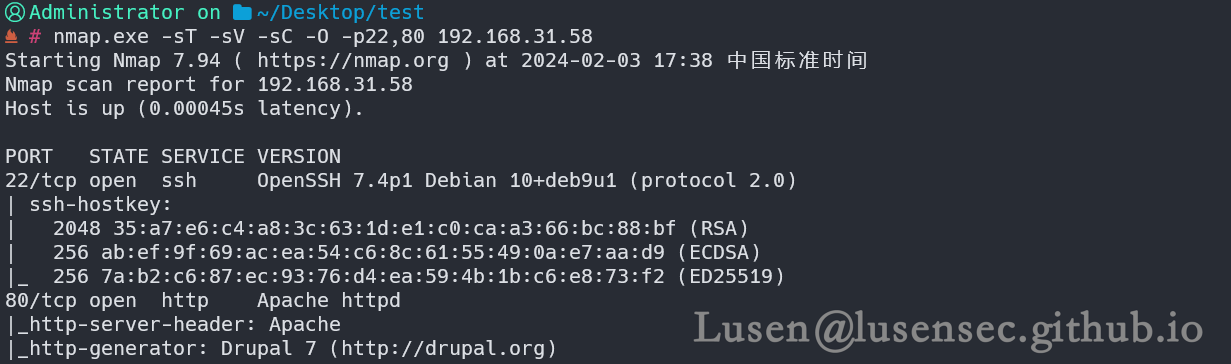 Administrator on ~/Desktop/test
# nmap.exe -sT -sV -sC -O -p22,80 192.168.31.58
Starting Nmap 7.94 ( https://nmap.org ) at 2024-02-03 17:38 中国标准时间
Nmap scan report for 192.168.31.58
Host is up (0.00045s latency).
PORT   STATE SERVICE VERSION
22/tcp open  ssh     OpenSSH 7.4p1 Debian 10+deb9u1 (protocol 2.0)
| ssh-hostkey:
|   2048 35:a7:e6:c4:a8:3c:63:1d:e1:c0:ca:a3:66:bc:88:bf (RSA)
|   256 ab:ef:9f:69:ac:ea:54:c6:8c:61:55:49:0a:e7:aa:d9 (ECDSA)
|_  256 7a:b2:c6:87:ec:93:76:d4:ea:59:4b:1b:c6:e8:73:f2 (ED25519)
80/tcp open  http    Apache httpd
|_http-server-header: Apache
|_http-generator: Drupal 7 (http://drupal.org)
Lusen@lusensec.github.io